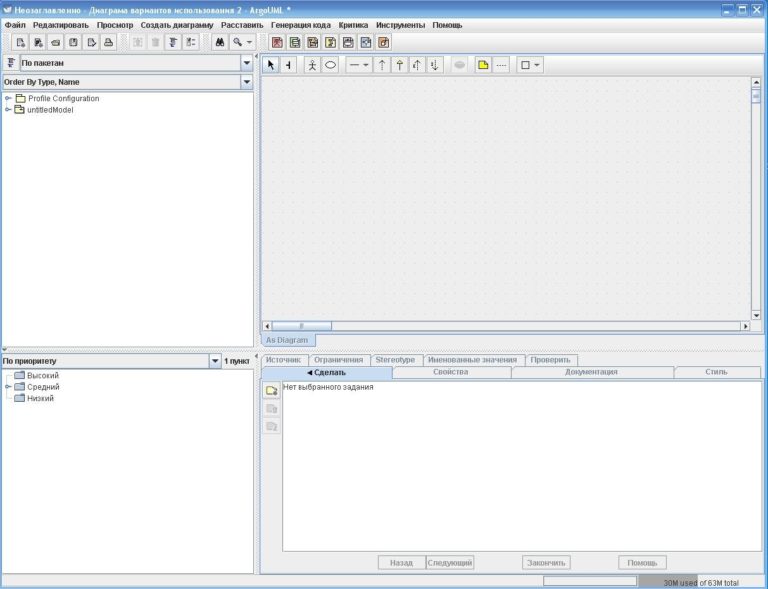 Неозаглавленно - Диаграма вариантов использования 2 - ArgoUML *
Файл Редактировать Просмотр Создать диаграмму Расставить Генерация кода Критика Инструменты Помощь
По пакетам
Order By Type, Name
Profile Configuration
untitledModel
As Diagram
По приоритету 1 пункт
Высокий
Средний
Низкий
Источник Ограничения Stereotype Именованные значения Проверить
Сделать Свойства Документация Стиль
Нет выбранного задания
Назад Следующий Закончить Помощь
30M used of 63M total